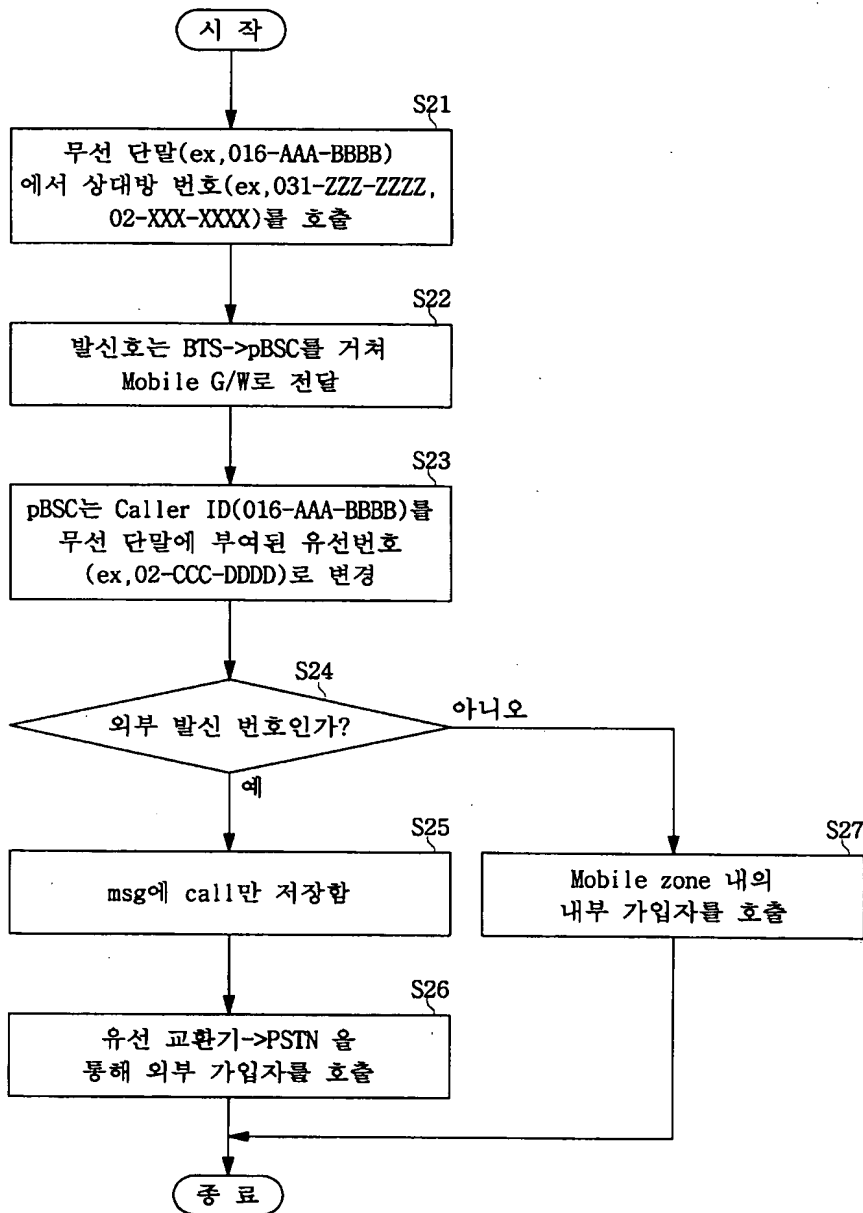 시 작
S21
무선 단말(ex,016-AAA-BBBB)
에서 상대방 번호(ex,031-ZZZ-ZZZZ,
02-XXX-XXXX)를 호출
S22
발신호는 BTS->pBSC를 거쳐
Mobile G/W로 전달
S23
pBSC는 Caller ID(016-AAA-BBBB)를
무선 단말에 부여된 유선번호
(ex,02-CCC-DDDD)로 변경
S24
외부 발신 번호인가?
아니오
예
S25
msg에 call만 저장함
S27
Mobile zone 내의
내부 가입자를 호출
S26
유선 교환기->PSTN 을
통해 외부 가입자를 호출
종 료